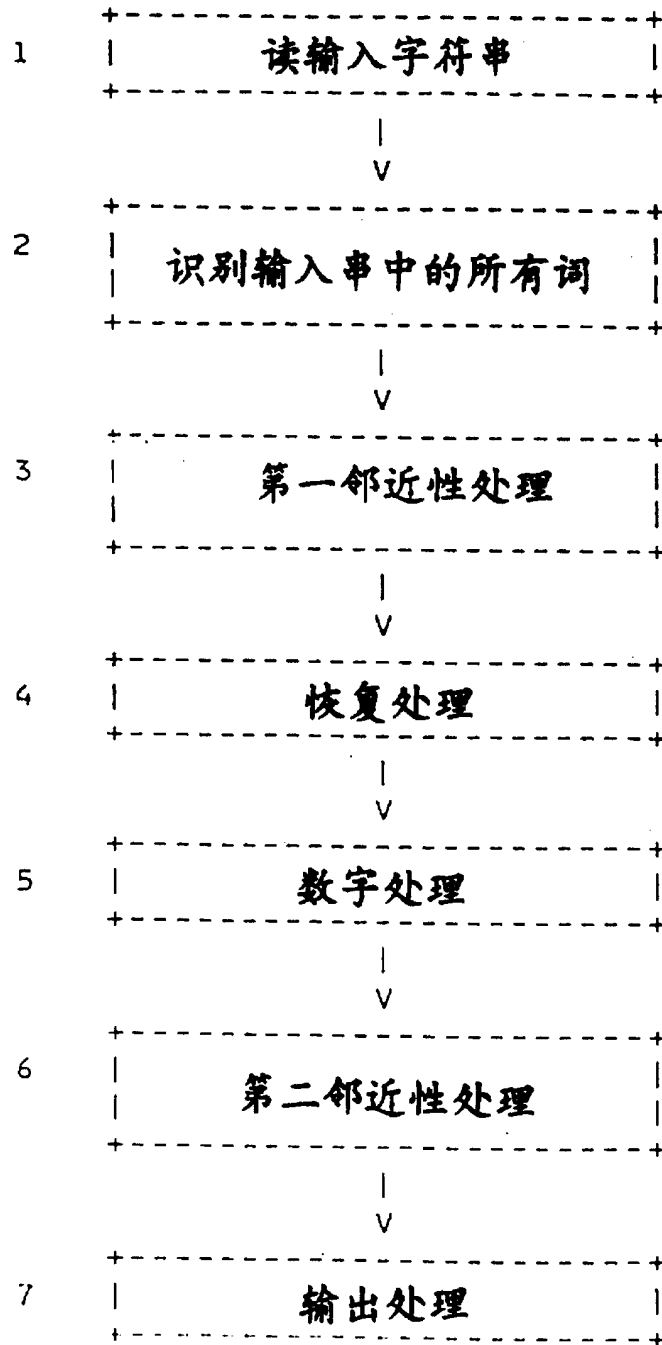 1 读输入字符串
2 识别输入串中的所有词
3 第一邻近性处理
4 恢复处理
5 数字处理
6 第二邻近性处理
7 输出处理